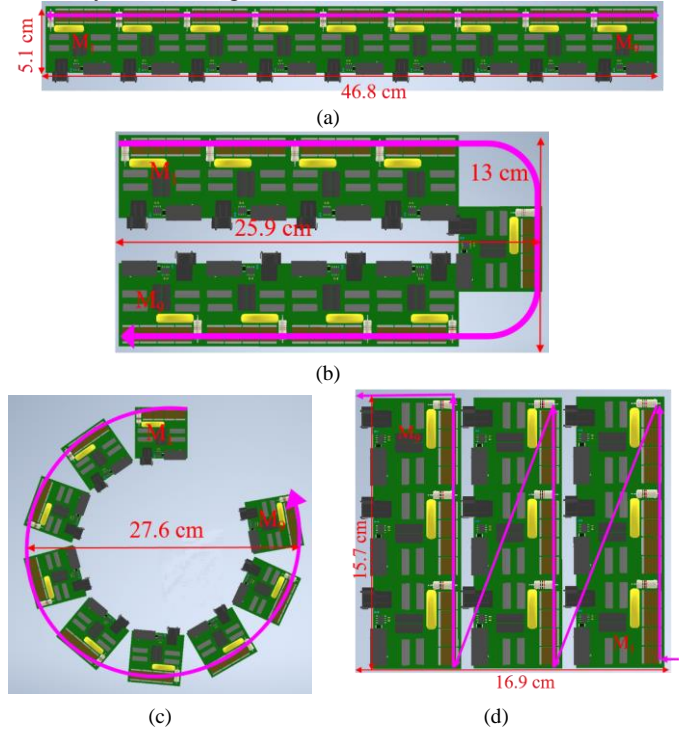 M₁
M₉
5.1 cm
46.8 cm
(a)
M₁
13 cm
25.9 cm
M₉
(b)
M₁
27.6 cm
M₉
(c)
M₉
15.7 cm
M₁
16.9 cm
(d)